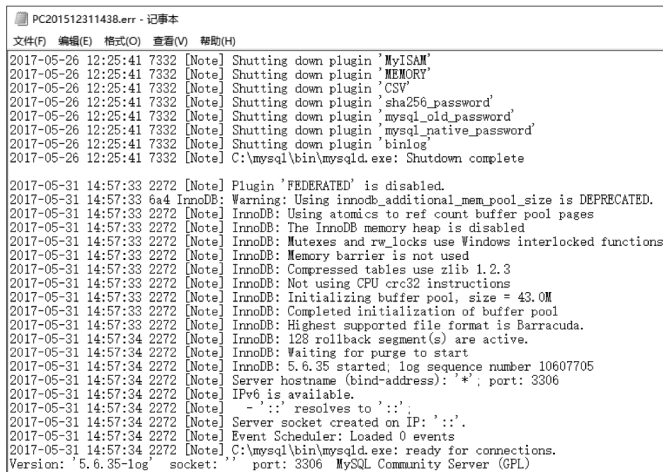 PC201512311438.err - 记事本
文件(F) 编辑(E) 格式(O) 查看(V) 帮助(H)
2017-05-26 12:25:41 7332 [Note] Shutting down plugin 'MyISAM'
2017-05-26 12:25:41 7332 [Note] Shutting down plugin 'MEMORY'
2017-05-26 12:25:41 7332 [Note] Shutting down plugin 'CSV'
2017-05-26 12:25:41 7332 [Note] Shutting down plugin 'sha256_password'
2017-05-26 12:25:41 7332 [Note] Shutting down plugin 'mysql_old_password'
2017-05-26 12:25:41 7332 [Note] Shutting down plugin 'mysql_native_password'
2017-05-26 12:25:41 7332 [Note] Shutting down plugin 'binlog'
2017-05-26 12:25:41 7332 [Note] C:\mysql\bin\mysqld.exe: Shutdown complete
2017-05-31 14:57:33 2272 [Note] Plugin 'FEDERATED' is disabled.
2017-05-31 14:57:33 6a4 InnoDB: Warning: Using innodb_additional_mem_pool_size is DEPRECATED.
2017-05-31 14:57:33 2272 [Note] InnoDB: Using atomics to ref count buffer pool pages
2017-05-31 14:57:33 2272 [Note] InnoDB: The InnoDB memory heap is disabled
2017-05-31 14:57:33 2272 [Note] InnoDB: Mutexes and rw_locks use Windows interlocked functions
2017-05-31 14:57:33 2272 [Note] InnoDB: Memory barrier is not used
2017-05-31 14:57:33 2272 [Note] InnoDB: Compressed tables use zlib 1.2.3
2017-05-31 14:57:33 2272 [Note] InnoDB: Not using CPU crc32 instructions
2017-05-31 14:57:33 2272 [Note] InnoDB: Initializing buffer pool, size = 43.0M
2017-05-31 14:57:33 2272 [Note] InnoDB: Completed initialization of buffer pool
2017-05-31 14:57:33 2272 [Note] InnoDB: Highest supported file format is Barracuda.
2017-05-31 14:57:34 2272 [Note] InnoDB: 128 rollback segment(s) are active.
2017-05-31 14:57:34 2272 [Note] InnoDB: Waiting for purge to start
2017-05-31 14:57:34 2272 [Note] InnoDB: 5.6.35 started; log sequence number 10607705
2017-05-31 14:57:34 2272 [Note] Server hostname (bind-address): '*'; port: 3306
2017-05-31 14:57:34 2272 [Note] IPv6 is available.
2017-05-31 14:57:34 2272 [Note]   - '::' resolves to '::';
2017-05-31 14:57:34 2272 [Note] Server socket created on IP: '::'.
2017-05-31 14:57:34 2272 [Note] Event Scheduler: Loaded 0 events
2017-05-31 14:57:34 2272 [Note] C:\mysql\bin\mysqld.exe: ready for connections.
Version: '5.6.35-log'  socket: ''  port: 3306  MySQL Community Server (GPL)